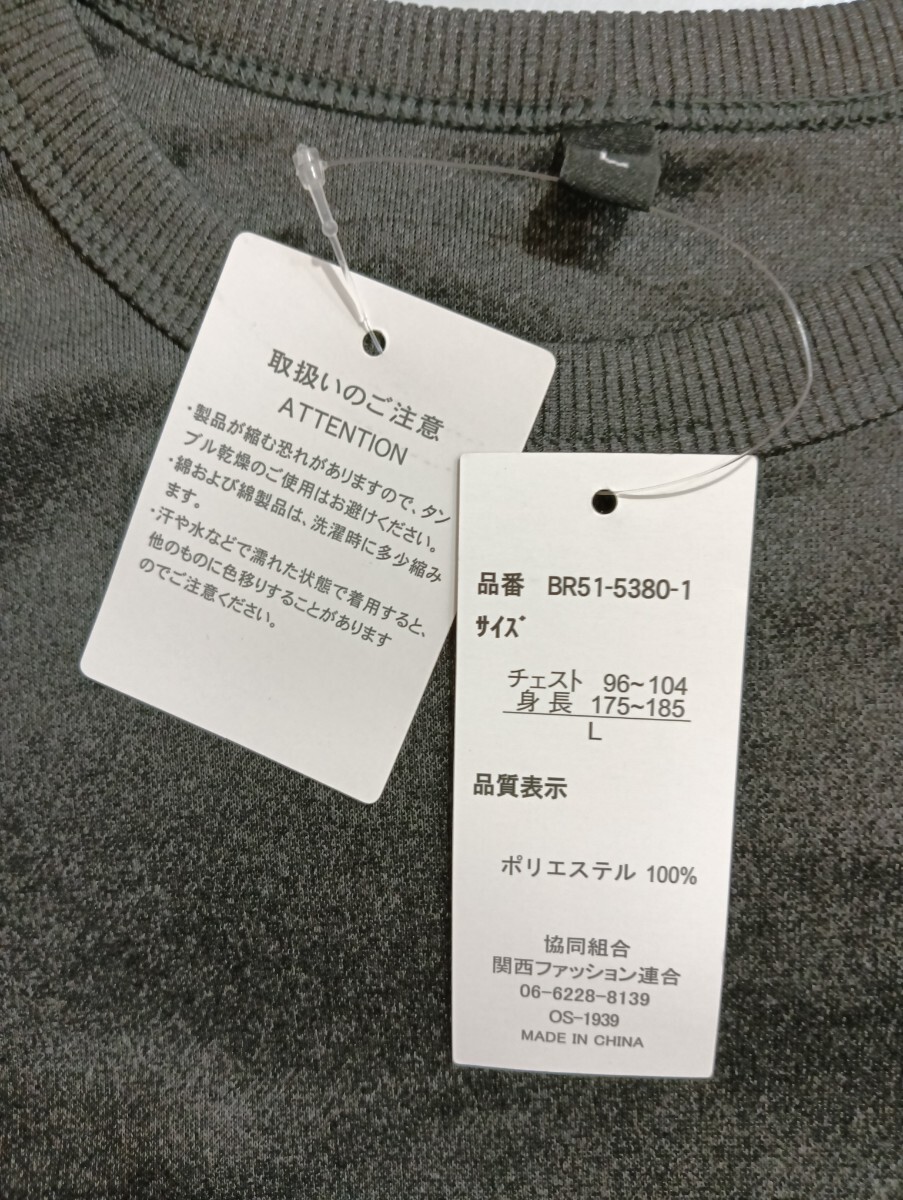 L
取扱いのご注意
ATTENTION
・製品が縮む恐れがありますので、タン
ブル乾燥のご使用はお避けください。
・綿および綿製品は、洗濯時に多少縮み
ます。
・汗や水などで濡れた状態で着用すると、
他のものに色移りすることがあります
のでご注意ください。
品番 BR51-5380-1
ｻｲｽﾞ
チェスト 96~104
身長 175~185
L
品質表示
ポリエステル 100%
協同組合
関西ファッション連合
06-6228-8139
OS-1939
MADE IN CHINA